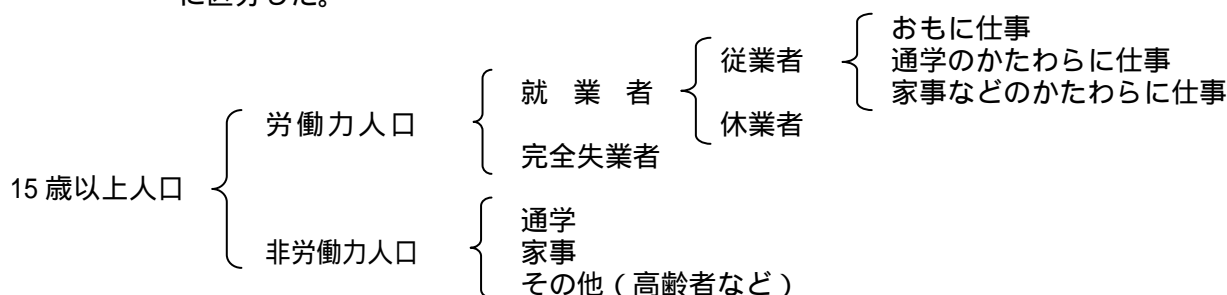 に区分した。
おもに仕事
従業者
通学のかたわらに仕事
就業者
家事などのかたわらに仕事
労働力人口
休業者
完全失業者
15歳以上人口
通学
非労働力人口
家事
その他(高齢者など)